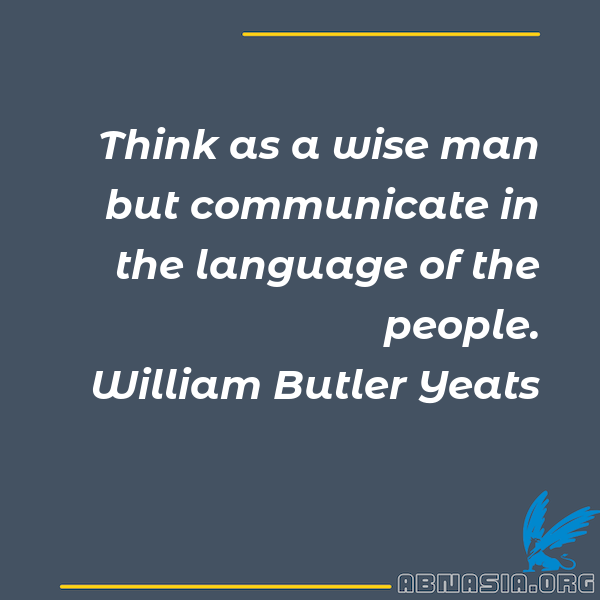 Think as a wise man
but communicate in
the language of the
people.
William Butler Yeats
ABNASIA.ORG